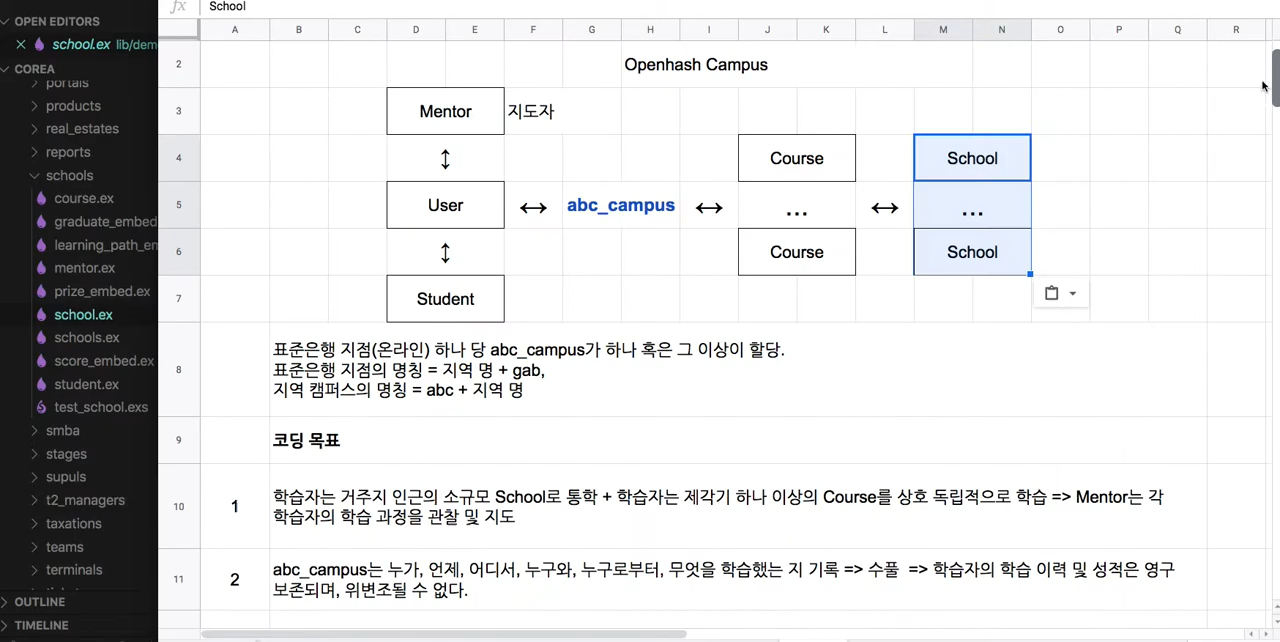 OPEN EDITORS
school.ex lib/demo
COREA
portals
products
real_estates
reports
schools
course.ex
graduate_embed
learning_path_em
mentor.ex
prize_embed.ex
school.ex
schools.ex
score_embed.ex
student.ex
test_school.exs
smba
stages
supuls
t2_managers
taxations
teams
terminals
OUTLINE
TIMELINE
fx School
A B C D E F G H I J K L M N O P Q R
2 Openhash Campus
3 Mentor 지도자
4 ↕ Course School
5 User ↔ abc_campus ↔ ... ↔ ...
6 ↕ Course School
7 Student
8
표준은행 지점(온라인) 하나 당 abc_campus가 하나 혹은 그 이상이 할당.
표준은행 지점의 명칭 = 지역 명 + gab,
지역 캠퍼스의 명칭 = abc + 지역 명
9 코딩 목표
10 1 학습자는 거주지 인근의 소규모 School로 통학 + 학습자는 제각기 하나 이상의 Course를 상호 독립적으로 학습 => Mentor는 각
학습자의 학습 과정을 관찰 및 지도
11 2 abc_campus는 누가, 언제, 어디서, 누구와, 누구로부터, 무엇을 학습했는 지 기록 => 수풀 => 학습자의 학습 이력 및 성적은 영구
보존되며, 위변조될 수 없다.